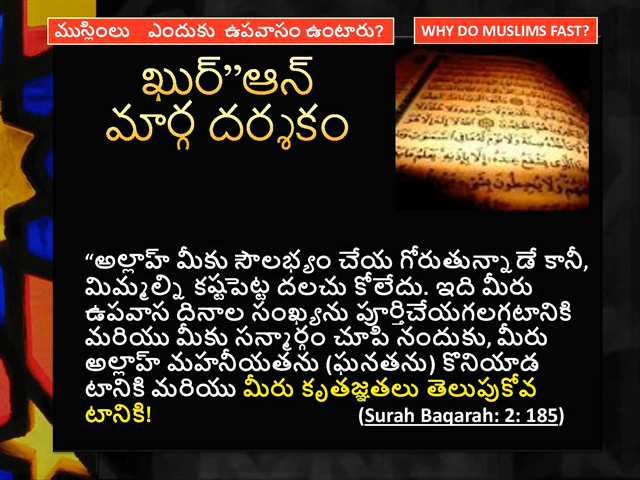 ముస్లింలు ఎందుకు ఉపవాసం ఉంటారు?
WHY DO MUSLIMS FAST?
ఖుర్”ఆన్
మార్గ దర్శకం
“అల్లాహ్ మీకు సౌలభ్యం చేయ గోరుతున్నా డే కానీ,
మిమ్మల్ని కష్టపెట్ట దలచు కోలేదు. ఇది మీరు
ఉపవాస దినాల సంఖ్యను పూర్తిచేయగలగటానికి
మరియు మీకు సన్మార్గం చూపి నందుకు, మీరు
అల్లాహ్ మహనీయతను (ఘనతను) కొనియాడ
టానికి మరియు మీరు కృతజ్ఞతలు తెలుపుకోవ
టానికి! (Surah Baqarah: 2: 185)